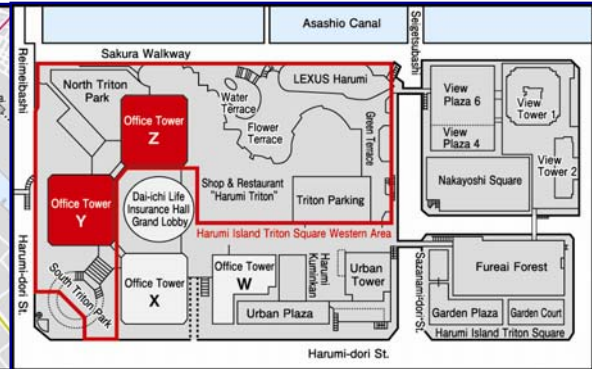 Asashio Canal
Sakura Walkway
Reimeibashi
Seigetsubashi
North Triton
Park
Office Tower
Z
Water
Terrace
Flower
Terrace
LEXUS Harumi
Green Terrace
View
Plaza 6
View
Tower 1
View
Plaza 4
View
Tower 2
Nakayoshi Square
Office Tower
Y
Dai-ichi Life
Insurance Hall
Grand Lobby
Shop & Restaurant
"Harumi Triton"
Triton Parking
Harumi Island Triton Square Western Area
Harumi-dori St.
South Triton Park
Office Tower
X
Office Tower
W
Harumi
Kuminkan
Urban
Tower
Urban Plaza
Sazanami-dori St.
Fureai Forest
Garden Plaza
Garden Court
Harumi Island Triton Square
Harumi-dori St.